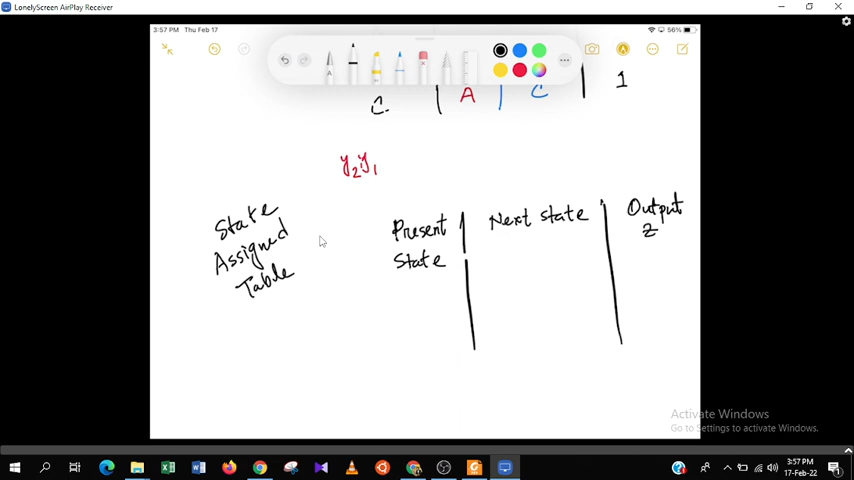 LonelyScreen AirPlay Receiver
3:57 PM Thu Feb 17
56%
C
A
C
1
y₂y₁
State
Assigned
Table
Present
State
Next state
Output
z
Activate Windows
Go to Settings to activate Windows.
3:57 PM
17-Feb-22